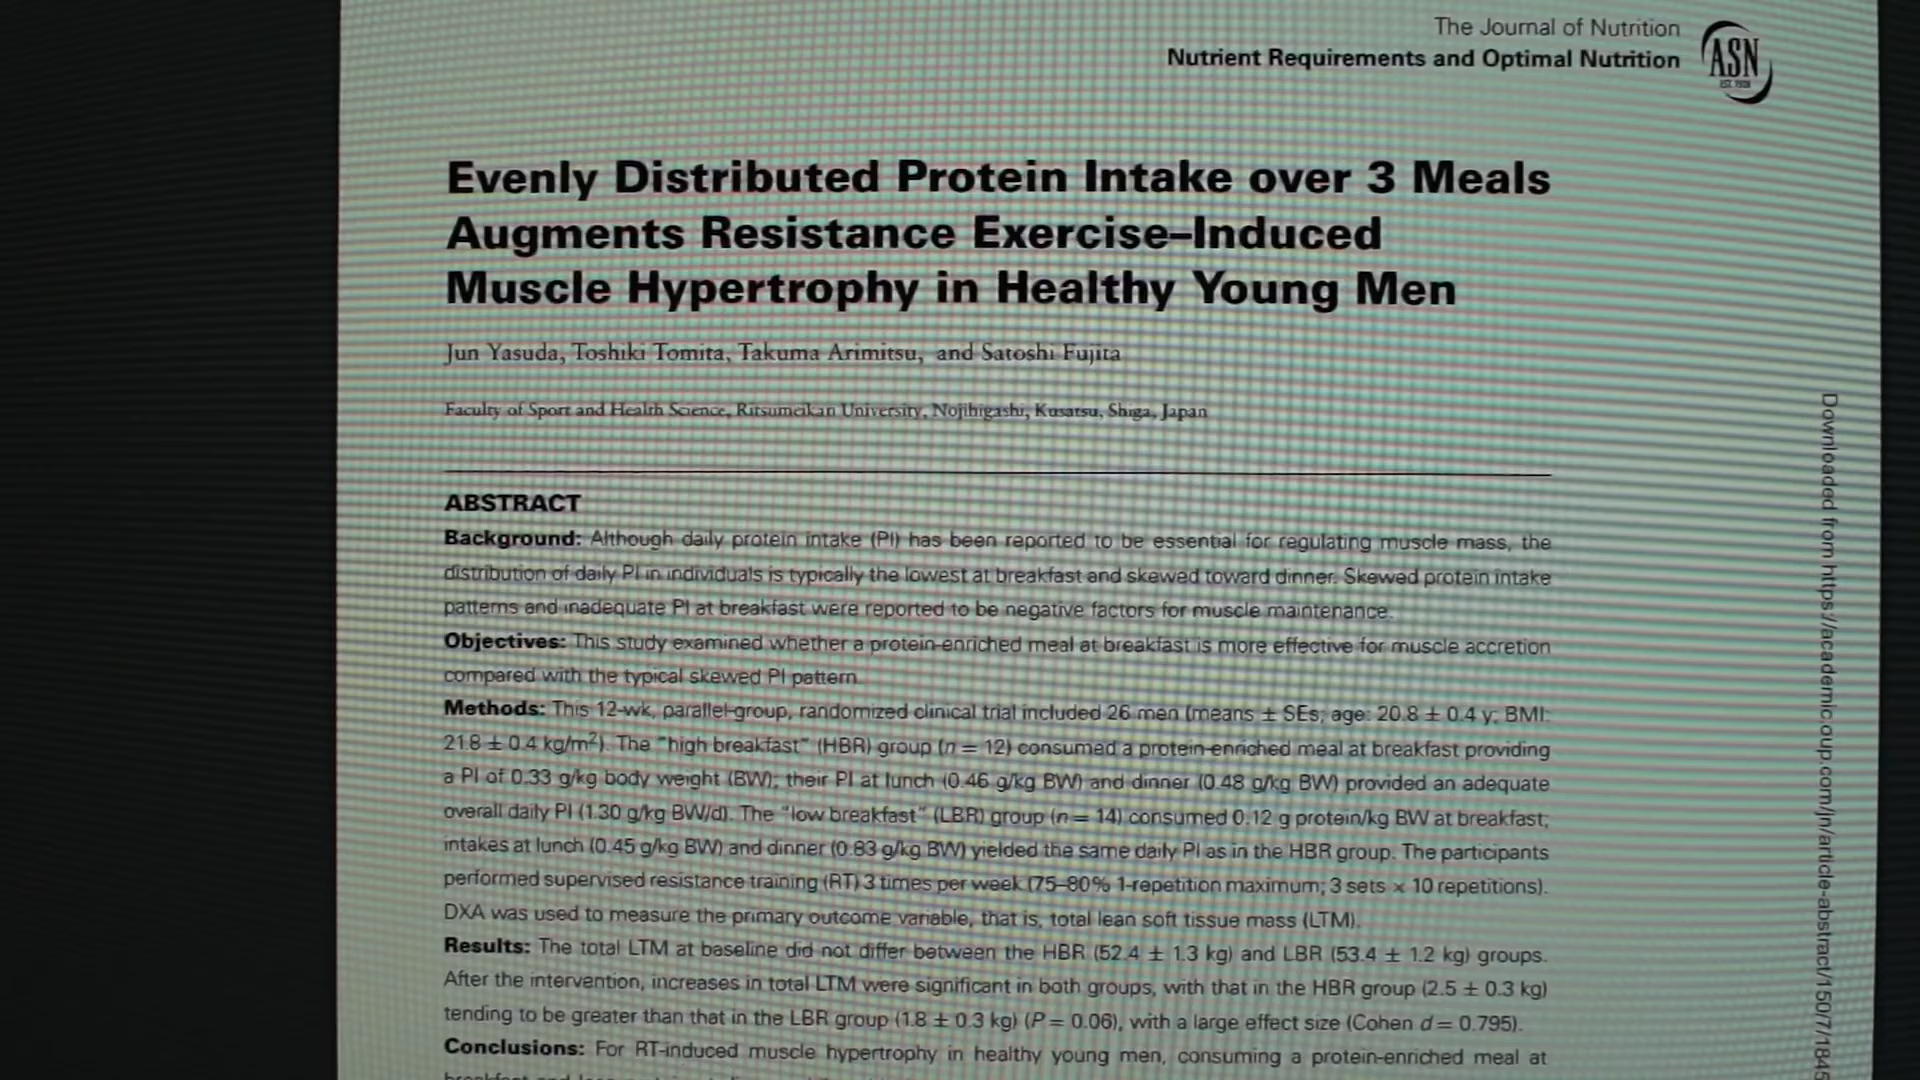 The Journal of Nutrition
Nutrient Requirements and Optimal Nutrition
ASN
EST. 1928
Evenly Distributed Protein Intake over 3 Meals
Augments Resistance Exercise–Induced
Muscle Hypertrophy in Healthy Young Men
Jun Yasuda, Toshiki Tomita, Takuma Arimitsu, and Satoshi Fujita
Faculty of Sport and Health Science, Ritsumeikan University, Nojihigashi, Kusatsu, Shiga, Japan
ABSTRACT
Background: Although daily protein intake (PI) has been reported to be essential for regulating muscle mass, the
distribution of daily PI in individuals is typically the lowest at breakfast and skewed toward dinner. Skewed protein intake
patterns and inadequate PI at breakfast were reported to be negative factors for muscle maintenance.
Objectives: This study examined whether a protein-enriched meal at breakfast is more effective for muscle accretion
compared with the typical skewed PI pattern.
Methods: This 12-wk, parallel-group, randomized clinical trial included 26 men (means ± SEs; age: 20.8 ± 0.4 y; BMI:
21.8 ± 0.4 kg/m²). The "high breakfast" (HBR) group (n = 12) consumed a protein-enriched meal at breakfast providing
a PI of 0.33 g/kg body weight (BW); their PI at lunch (0.46 g/kg BW) and dinner (0.48 g/kg BW) provided an adequate
overall daily PI (1.30 g/kg BW/d). The "low breakfast" (LBR) group (n = 14) consumed 0.12 g protein/kg BW at breakfast;
intakes at lunch (0.45 g/kg BW) and dinner (0.83 g/kg BW) yielded the same daily PI as in the HBR group. The participants
performed supervised resistance training (RT) 3 times per week (75–80% 1-repetition maximum; 3 sets × 10 repetitions).
DXA was used to measure the primary outcome variable, that is, total lean soft tissue mass (LTM).
Results: The total LTM at baseline did not differ between the HBR (52.4 ± 1.3 kg) and LBR (53.4 ± 1.2 kg) groups.
After the intervention, increases in total LTM were significant in both groups, with that in the HBR group (2.5 ± 0.3 kg)
tending to be greater than that in the LBR group (1.8 ± 0.3 kg) (P = 0.06), with a large effect size (Cohen d = 0.795).
Conclusions: For RT-induced muscle hypertrophy in healthy young men, consuming a protein-enriched meal at
Downloaded from https://academic.oup.com/jn/article-abstract/150/7/1845